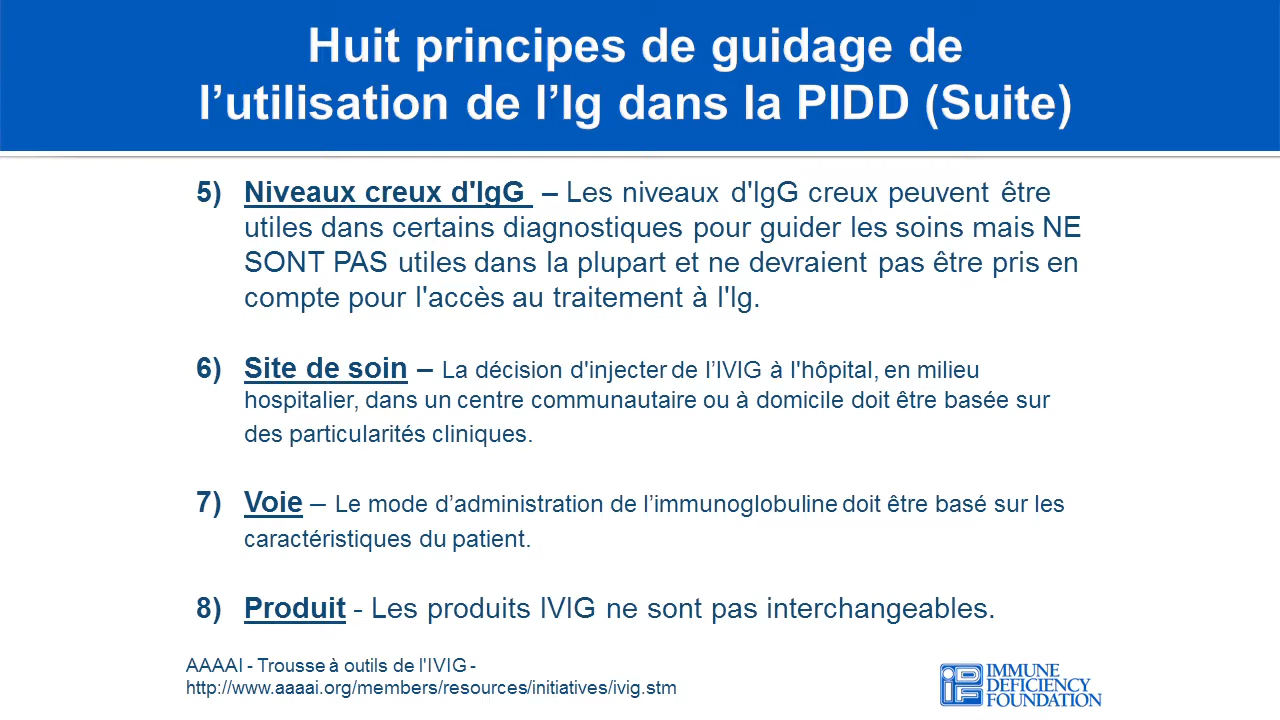 Huit principes de guidage de
l’utilisation de l’Ig dans la PIDD (Suite)
5) Niveaux creux d'IgG – Les niveaux d'IgG creux peuvent être
utiles dans certains diagnostiques pour guider les soins mais NE
SONT PAS utiles dans la plupart et ne devraient pas être pris en
compte pour l'accès au traitement à l'Ig.
6) Site de soin – La décision d'injecter de l’IVIG à l'hôpital, en milieu
hospitalier, dans un centre communautaire ou à domicile doit être basée sur
des particularités cliniques.
7) Voie – Le mode d’administration de l’immunoglobuline doit être basé sur les
caractéristiques du patient.
8) Produit - Les produits IVIG ne sont pas interchangeables.
AAAAI - Trousse à outils de l'IVIG -
http://www.aaaai.org/members/resources/initiatives/ivig.stm
IDF
IMMUNE
DEFICIENCY
FOUNDATION